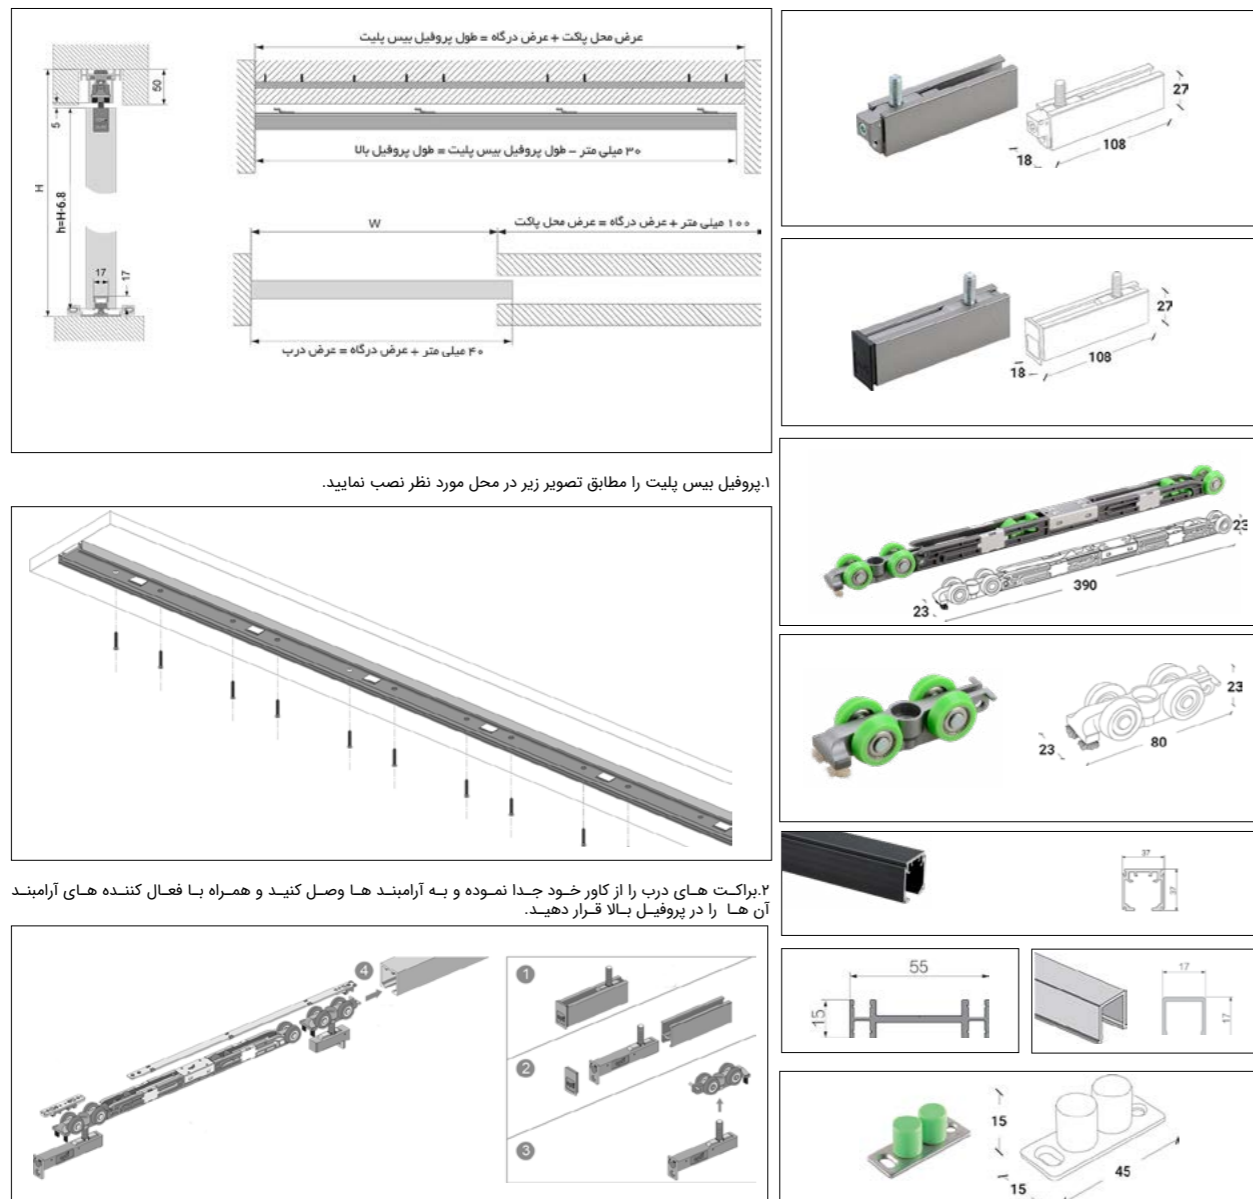 عرض محل پاکت + عرض درگاه = طول پروفیل بیس پلیت
50
5
H
h=H-6.8
17
17
۳۰ میلی متر - طول پروفیل بیس پلیت = طول پروفیل بالا
W
۱۰۰ میلی متر + عرض درگاه = عرض محل پاکت
۴۰ میلی متر + عرض درگاه = عرض درب
۱.پروفیل بیس پلیت را مطابق تصویر زیر در محل مورد نظر نصب نمایید.
۲.براکت های درب را از کاور خود جدا نموده و به آرامبند ها وصل کنید و همراه با فعال کننده های آرامبند
آن ها را در پروفیل بالا قرار دهید.
4
1
2
3
27
108
18
27
108
18
23
390
23
23
80
23
37
37
55
15
17
17
15
45
15